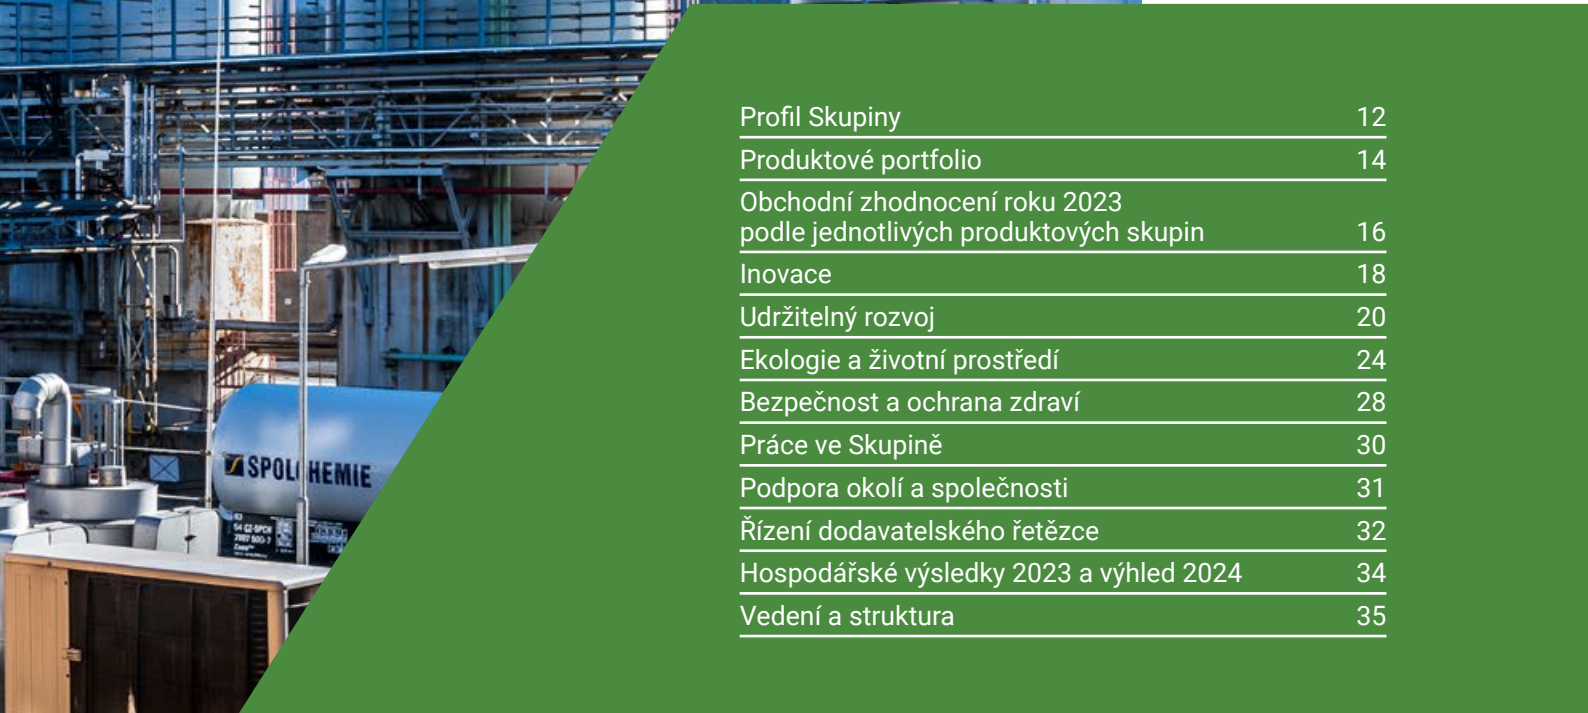 SPOLCHEMIE
Profil Skupiny 12
Produktové portfolio 14
Obchodní zhodnocení roku 2023
podle jednotlivých produktových skupin 16
Inovace 18
Udržitelný rozvoj 20
Ekologie a životní prostředí 24
Bezpečnost a ochrana zdraví 28
Práce ve Skupině 30
Podpora okolí a společnosti 31
Řízení dodavatelského řetězce 32
Hospodářské výsledky 2023 a výhled 2024 34
Vedení a struktura 35